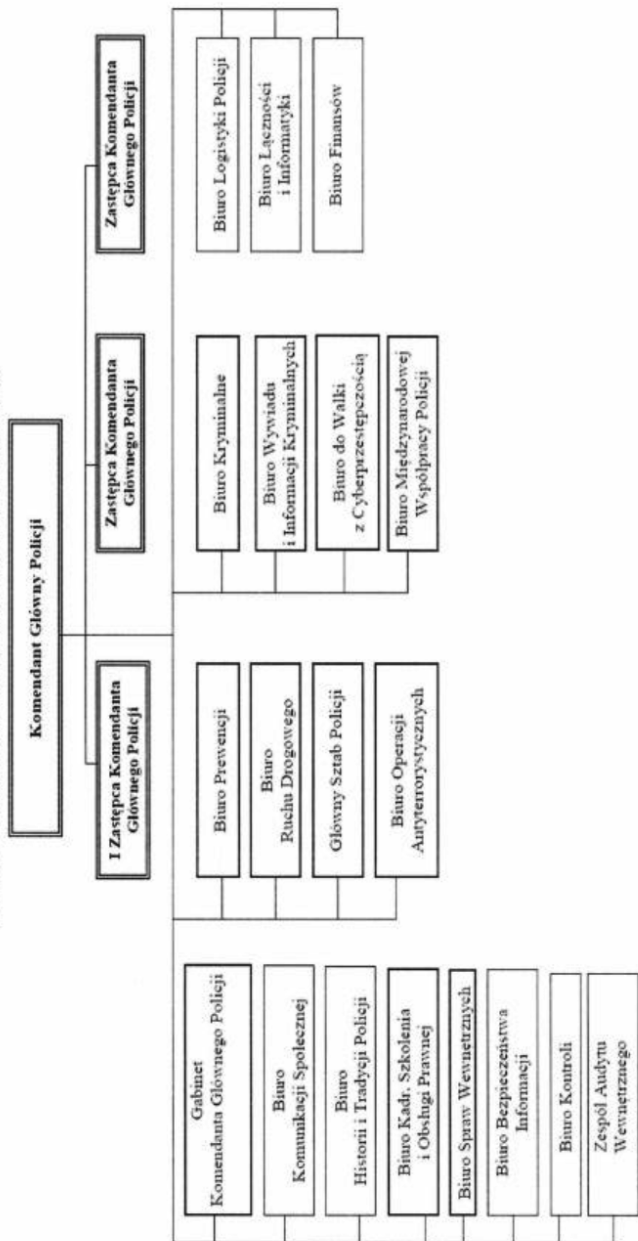 Komendant Główny Policji
I Zastępca Komendanta
Głównego Policji
Zastępca Komendanta
Głównego Policji
Zastępca Komendanta
Głównego Policji
Gabinet
Komendanta Głównego Policji
Biuro
Komunikacji Społecznej
Biuro
Historii i Tradycji Policji
Biuro Kadr, Szkolenia
i Obsługi Prawnej
Biuro Spraw Wewnętrznych
Biuro Bezpieczeństwa
Informacji
Biuro Kontroli
Zespół Audytu
Wewnętrznego
Biuro Prewencji
Biuro
Ruchu Drogowego
Główny Sztab Policji
Biuro Operacji
Antyterrorystycznych
Biuro Kryminalne
Biuro Wywiadu
i Informacji Kryminalnych
Biuro do Walki
z Cyberprzestępczością
Biuro Międzynarodowej
Współpracy Policji
Biuro Logistyki Policji
Biuro Łączności
i Informatyki
Biuro Finansów